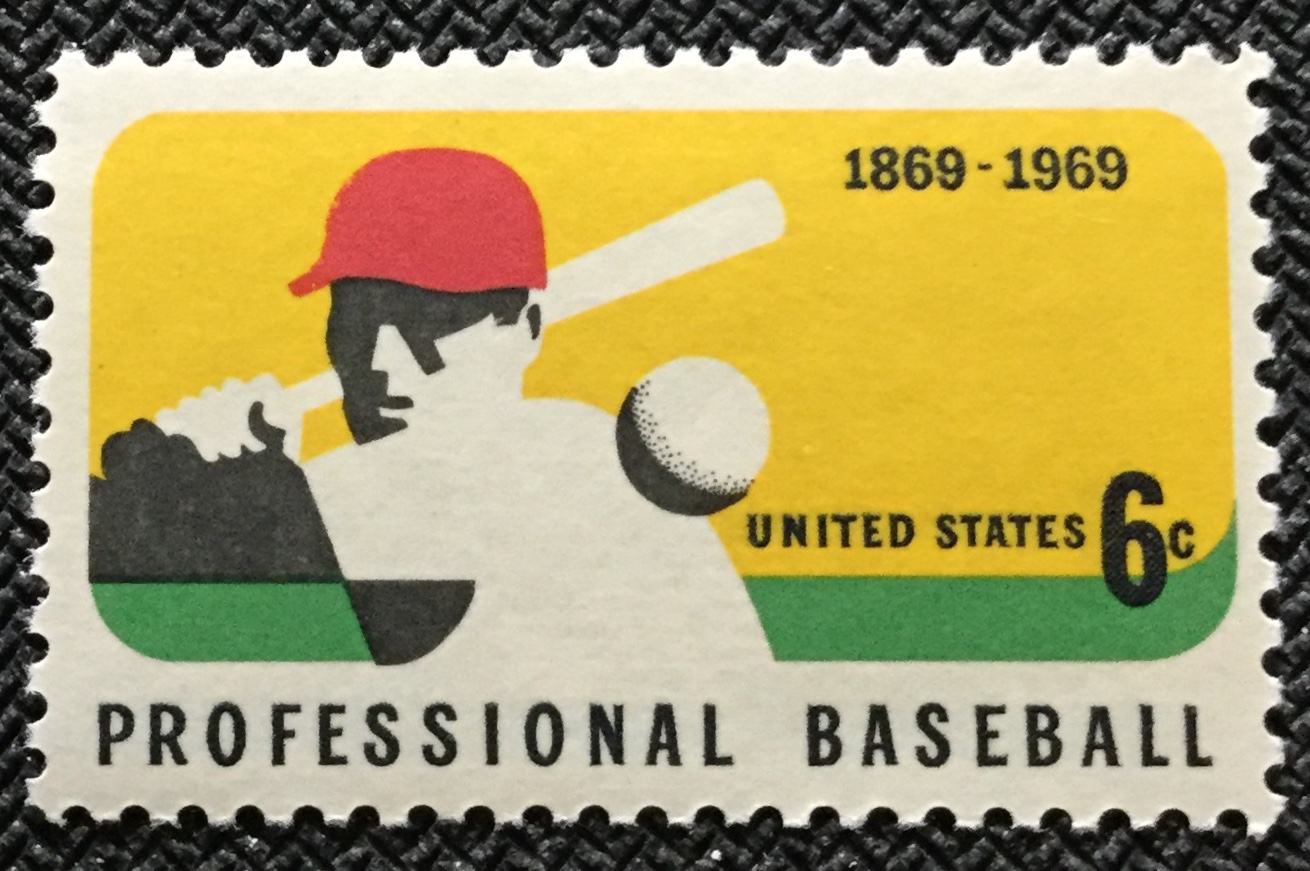 1869-1969
UNITED STATES 6c
PROFESSIONAL BASEBALL